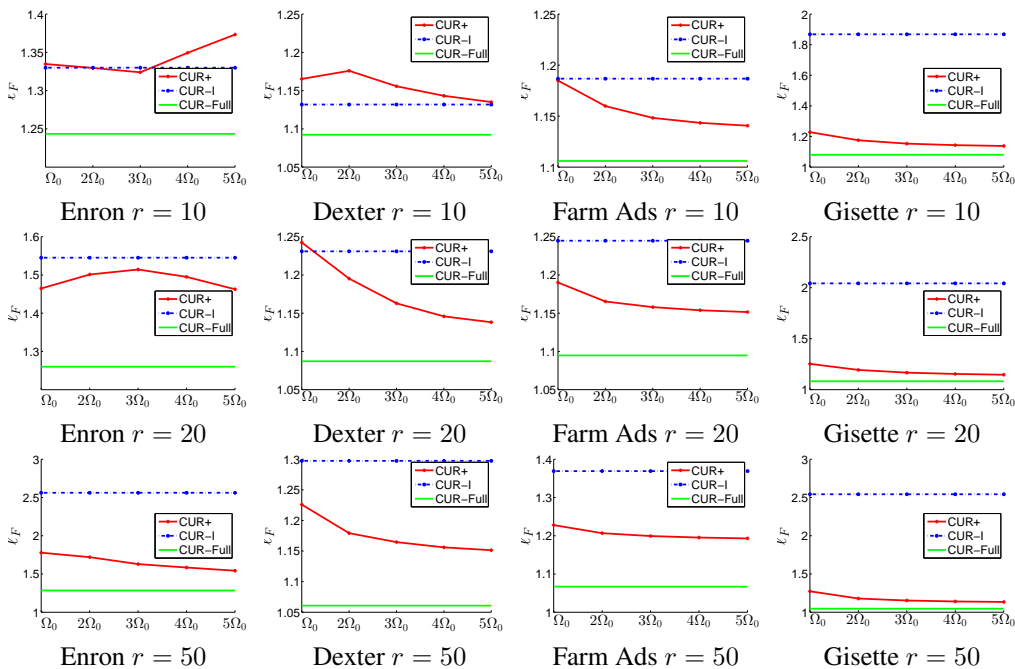 1.4
1.35
1.3
1.25
ℓF
CUR+
CUR−I
CUR−Full
Ω0 2Ω0 3Ω0 4Ω0 5Ω0
Enron r = 10
1.25
1.2
1.15
1.1
1.05
ℓF
CUR+
CUR−I
CUR−Full
Ω0 2Ω0 3Ω0 4Ω0 5Ω0
Dexter r = 10
1.25
1.2
1.15
1.1
ℓF
CUR+
CUR−I
CUR−Full
Ω0 2Ω0 3Ω0 4Ω0 5Ω0
Farm Ads r = 10
2
1.8
1.6
1.4
1.2
1
ℓF
CUR+
CUR−I
CUR−Full
Ω0 2Ω0 3Ω0 4Ω0 5Ω0
Gisette r = 10
1.6
1.5
1.4
1.3
ℓF
CUR+
CUR−I
CUR−Full
Ω0 2Ω0 3Ω0 4Ω0 5Ω0
Enron r = 20
1.25
1.2
1.15
1.1
1.05
ℓF
CUR+
CUR−I
CUR−Full
Ω0 2Ω0 3Ω0 4Ω0 5Ω0
Dexter r = 20
1.25
1.2
1.15
1.1
1.05
ℓF
CUR+
CUR−I
CUR−Full
Ω0 2Ω0 3Ω0 4Ω0 5Ω0
Farm Ads r = 20
2.5
2
1.5
1
ℓF
CUR+
CUR−I
CUR−Full
Ω0 2Ω0 3Ω0 4Ω0 5Ω0
Gisette r = 20
3
2.5
2
1.5
1
ℓF
CUR+
CUR−I
CUR−Full
Ω0 2Ω0 3Ω0 4Ω0 5Ω0
Enron r = 50
1.3
1.25
1.2
1.15
1.1
1.05
ℓF
CUR+
CUR−I
CUR−Full
Ω0 2Ω0 3Ω0 4Ω0 5Ω0
Dexter r = 50
1.4
1.3
1.2
1.1
1
ℓF
CUR+
CUR−I
CUR−Full
Ω0 2Ω0 3Ω0 4Ω0 5Ω0
Farm Ads r = 50
3
2.5
2
1.5
1
ℓF
CUR+
CUR−I
CUR−Full
Ω0 2Ω0 3Ω0 4Ω0 5Ω0
Gisette r = 50